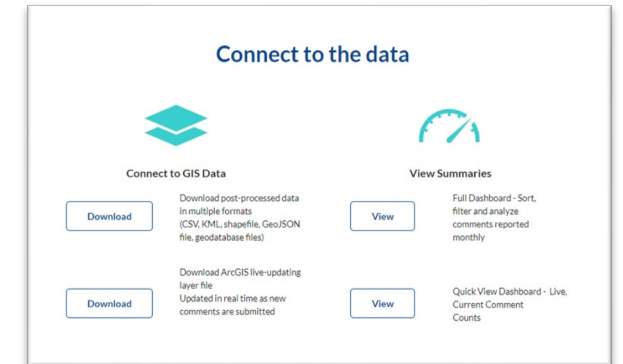 Connect to the data
Connect to GIS Data
Download
Download post-processed data
in multiple formats
(CSV, KML, shapefile, GeoJSON
file, geodatabase files)
Download
Download ArcGIS live-updating
layer file
Updated in real time as new
comments are submitted
View Summaries
View
Full Dashboard - Sort,
filter and analyze
comments reported
monthly
View
Quick View Dashboard - Live,
Current Comment
Counts